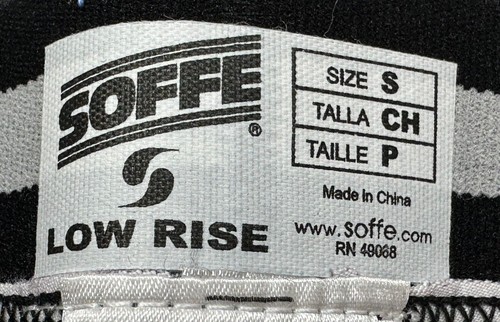 SOFFE®
LOW RISE
SIZE S
TALLA CH
TAILLE P
Made in China
www.soffe.com
RN 49068